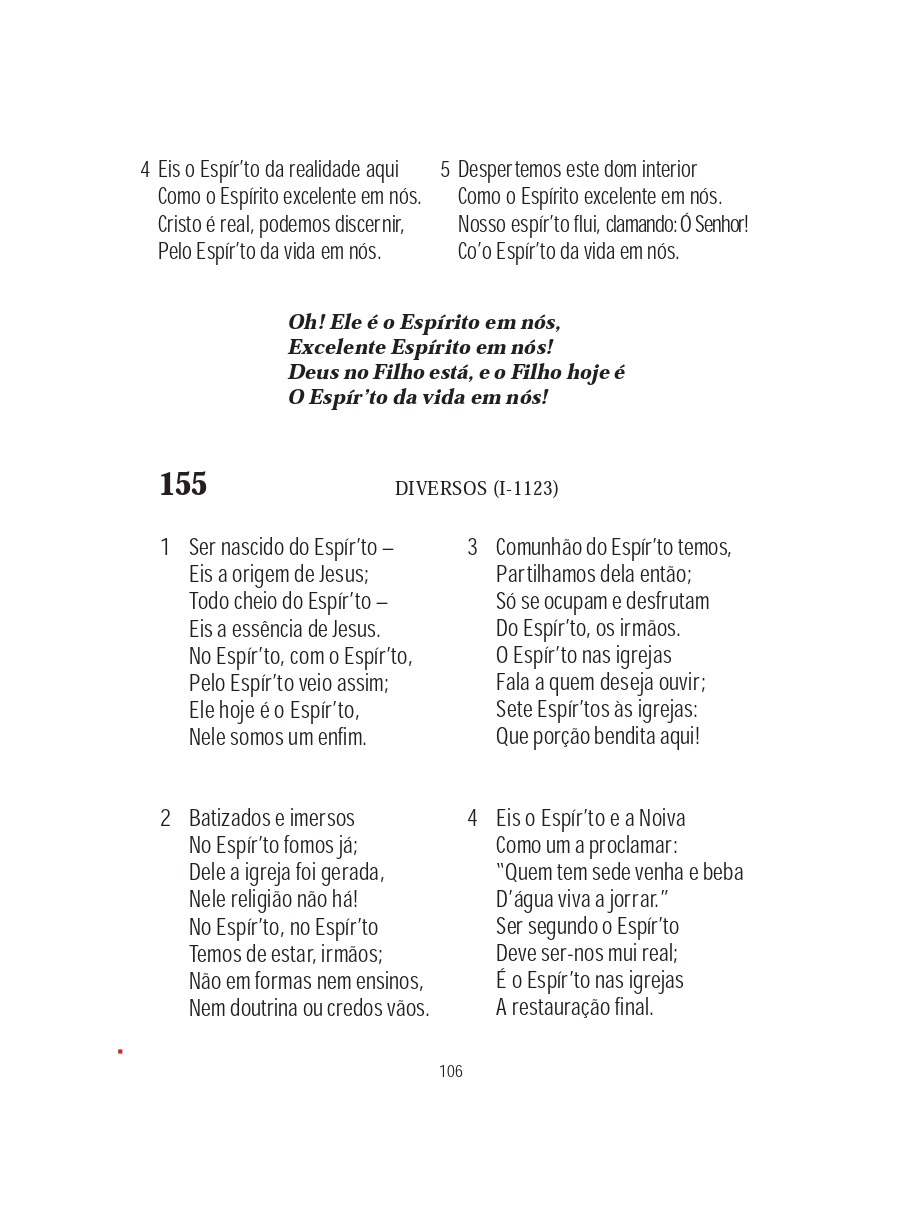 4 Eis o Espír’to da realidade aqui
Como o Espírito excelente em nós.
Cristo é real, podemos discernir,
Pelo Espír’to da vida em nós.
5 Despertemos este dom interior
Como o Espírito excelente em nós.
Nosso espír’to flui, clamando: Ó Senhor!
Co’o Espír’to da vida em nós.
Oh! Ele é o Espírito em nós,
Excelente Espírito em nós!
Deus no Filho está, e o Filho hoje é
O Espír’to da vida em nós!
155 DIVERSOS (I-1123)
1 Ser nascido do Espír’to –
Eis a origem de Jesus;
Todo cheio do Espír’to –
Eis a essência de Jesus.
No Espír’to, com o Espír’to,
Pelo Espír’to veio assim;
Ele hoje é o Espír’to,
Nele somos um enfim.
2 Batizados e imersos
No Espír’to fomos já;
Dele a igreja foi gerada,
Nele religião não há!
No Espír’to, no Espír’to
Temos de estar, irmãos;
Não em formas nem ensinos,
Nem doutrina ou credos vãos.
3 Comunhão do Espír’to temos,
Partilhamos dela então;
Só se ocupam e desfrutam
Do Espír’to, os irmãos.
O Espír’to nas igrejas
Fala a quem deseja ouvir;
Sete Espír’tos às igrejas:
Que porção bendita aqui!
4 Eis o Espír’to e a Noiva
Como um a proclamar:
“Quem tem sede venha e beba
D’água viva a jorrar.”
Ser segundo o Espír’to
Deve ser-nos mui real;
É o Espír’to nas igrejas
A restauração final.
106